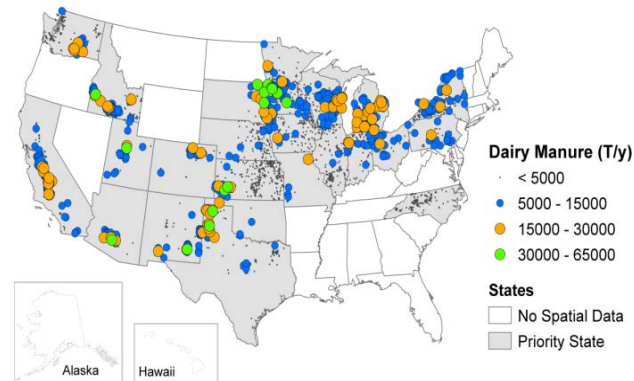 Dairy Manure (T/y)
< 5000
5000 - 15000
15000 - 30000
30000 - 65000
States
No Spatial Data
Priority State
Alaska
Hawaii